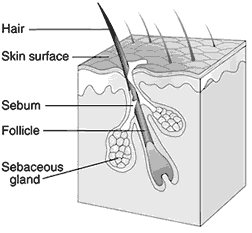 Hair
Skin surface
Sebum
Follicle
Sebaceous
gland